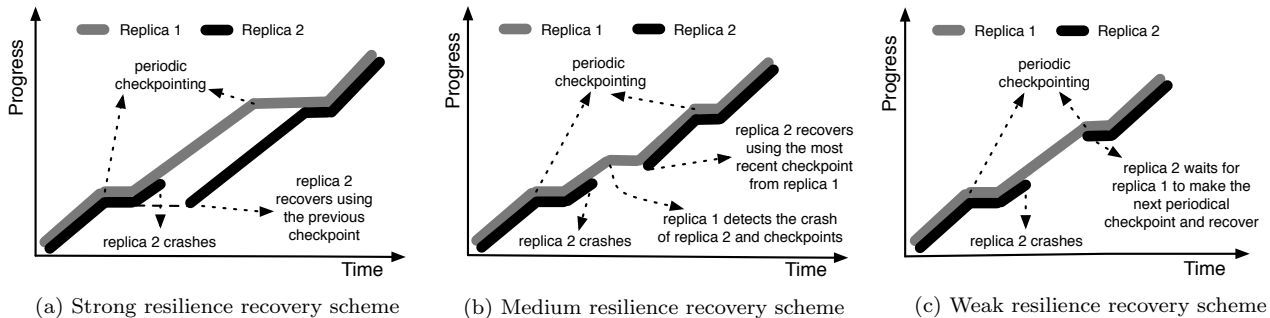 Progress
Replica 1
Replica 2
periodic
checkpointing
replica 2
recovers using
the previous
checkpoint
replica 2 crashes
Time
(a) Strong resilience recovery scheme
Progress
Replica 1
Replica 2
periodic
checkpointing
replica 2 recovers
using the most
recent checkpoint
from replica 1
replica 1 detects the crash
of replica 2 and checkpoints
replica 2 crashes
Time
(b) Medium resilience recovery scheme
Progress
Replica 1
Replica 2
periodic
checkpointing
replica 2 waits for
replica 1 to make the
next periodical
checkpoint and recover
replica 2 crashes
Time
(c) Weak resilience recovery scheme